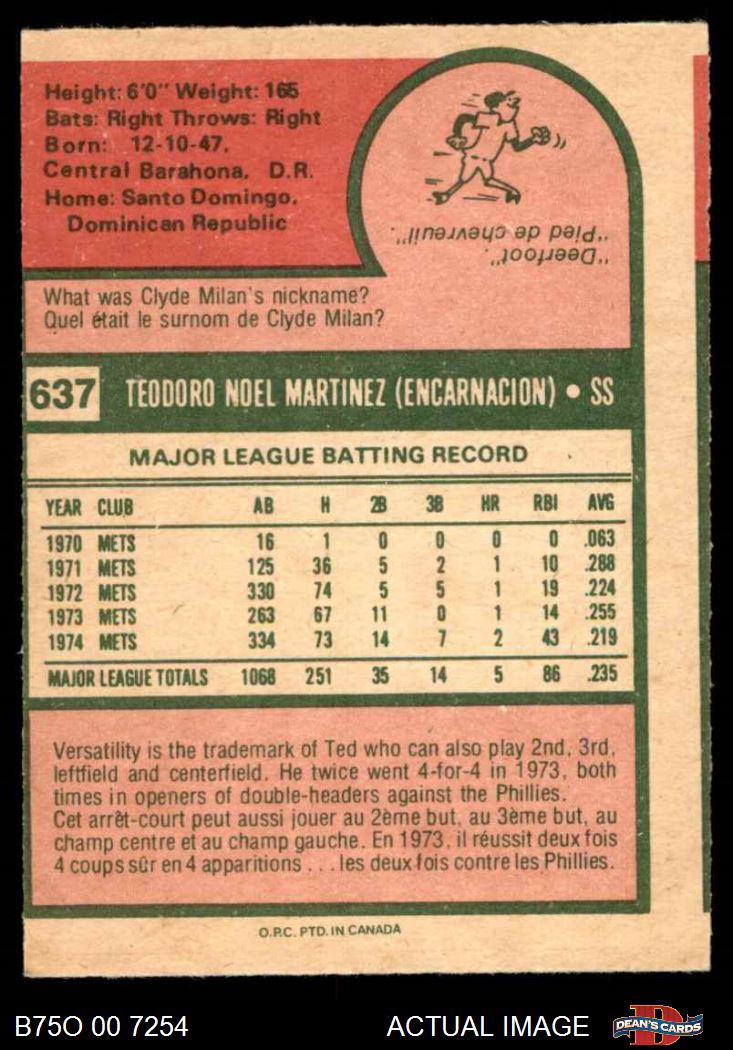 Height: 6'0" Weight: 165
Bats: Right Throws: Right
Born: 12-10-47,
Central Barahona, D.R.
Home: Santo Domingo,
Dominican Republic
"Deerfoot".
"Pied de chevreuil".
What was Clyde Milan's nickname?
Quel était le surnom de Clyde Milan?
637 TEODORO NOEL MARTINEZ (ENCARNACION) • SS
MAJOR LEAGUE BATTING RECORD
YEAR CLUB AB H 2B 3B HR RBI AVG
1970 METS 16 1 0 0 0 0 .063
1971 METS 125 36 5 2 1 10 .288
1972 METS 330 74 5 5 1 19 .224
1973 METS 263 67 11 0 1 14 .255
1974 METS 334 73 14 7 2 43 .219
MAJOR LEAGUE TOTALS 1068 251 35 14 5 86 .235
Versatility is the trademark of Ted who can also play 2nd, 3rd,
leftfield and centerfield. He twice went 4-for-4 in 1973, both
times in openers of double-headers against the Phillies.
Cet arrêt-court peut aussi jouer au 2ème but, au 3ème but, au
champ centre et au champ gauche. En 1973, il réussit deux fois
4 coups sûr en 4 apparitions . . . les deux fois contre les Phillies.
O.P.C. PTD. IN CANADA
B75O 00 7254 ACTUAL IMAGE DEAN'S CARDS